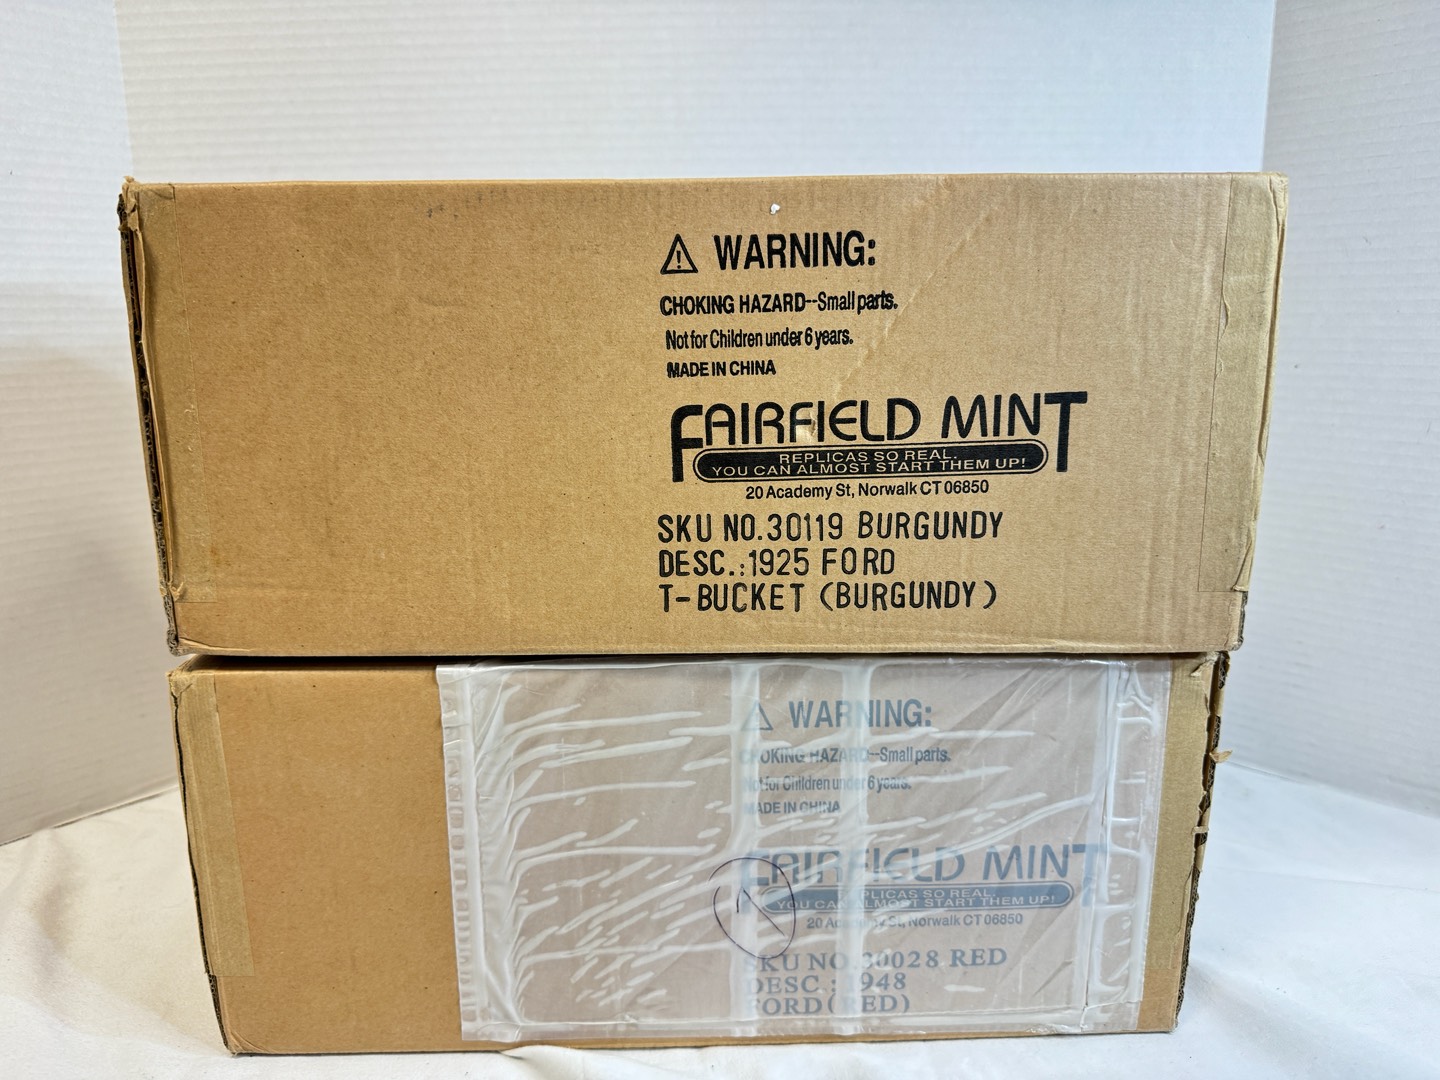 WARNING:
CHOKING HAZARD--Small parts.
Not for Children under 6 years.
MADE IN CHINA
FAIRFIELD MINT
REPLICAS SO REAL.
YOU CAN ALMOST START THEM UP!
20 Academy St, Norwalk CT 06850
SKU NO.30119 BURGUNDY
DESC.:1925 FORD
T-BUCKET (BURGUNDY)
WARNING:
CHOKING HAZARD--Small parts.
Not for Children under 6 years.
MADE IN CHINA
FAIRFIELD MINT
REPLICAS SO REAL.
YOU CAN ALMOST START THEM UP!
20 Academy St, Norwalk CT 06850
SKU NO.30028 RED
DESC.:1948
FORD(RED)